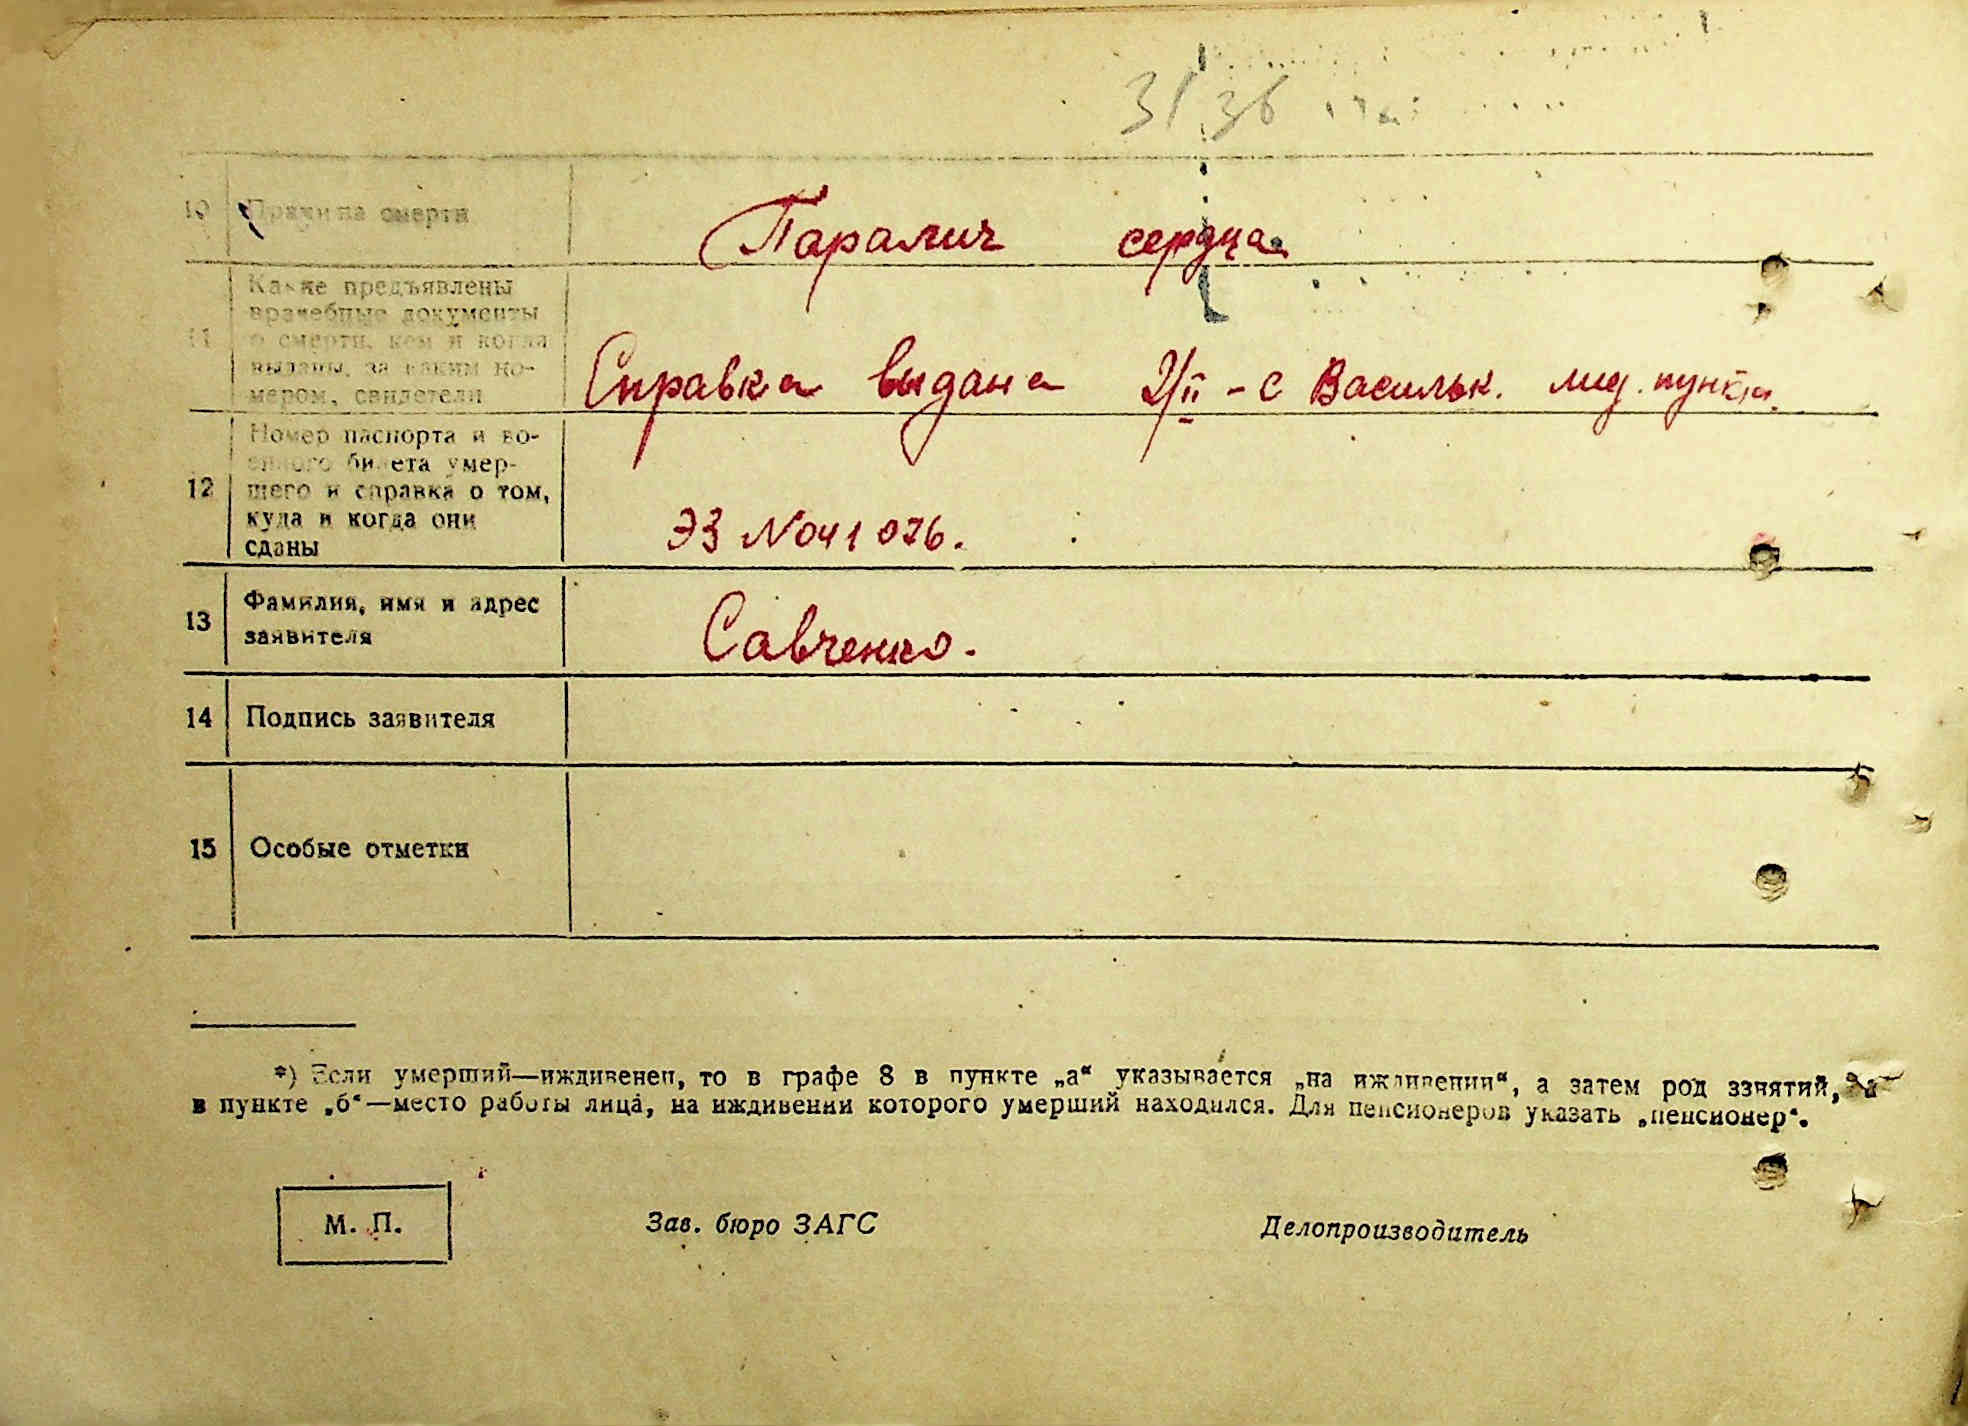 31 36
10 Причина смерти
Паралич сердца
Какие предъявлены
врачебные документы
11 о смерти, кем и когда
выданы, за каким но-
мером, свидетели
Справка выдана 2/II - с Васильк. мед. пункта.
Номер паспорта и во-
енного билета умер-
12 шего и справка о том,
куда и когда они
сданы
ЭЗ №041076.
13 Фамилия, имя и адрес
заявителя
Савченко.
14 Подпись заявителя
15 Особые отметки
*) Если умерший—иждивенец, то в графе 8 в пункте „а“ указывается „на иждивении“, а затем род занятий, а
в пункте „б“—место работы лица, на иждивении которого умерший находился. Для пенсионеров указать „пенсионер“.
М. П.
Зав. бюро ЗАГС
Делопроизводитель